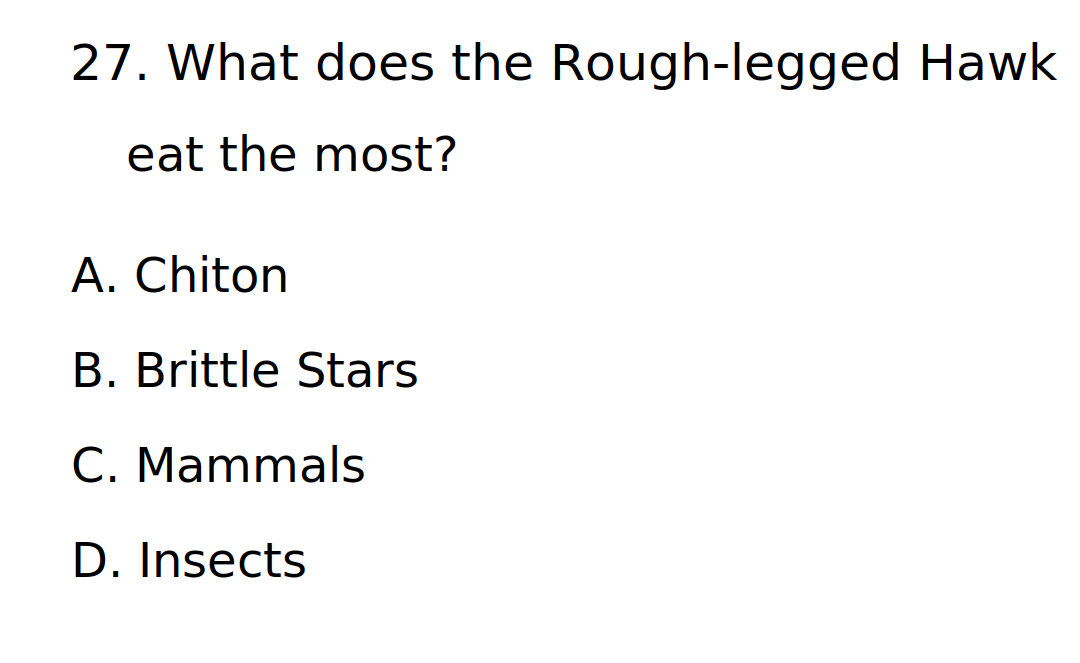 27. What does the Rough-legged Hawk
eat the most?
A. Chiton
B. Brittle Stars
C. Mammals
D. Insects